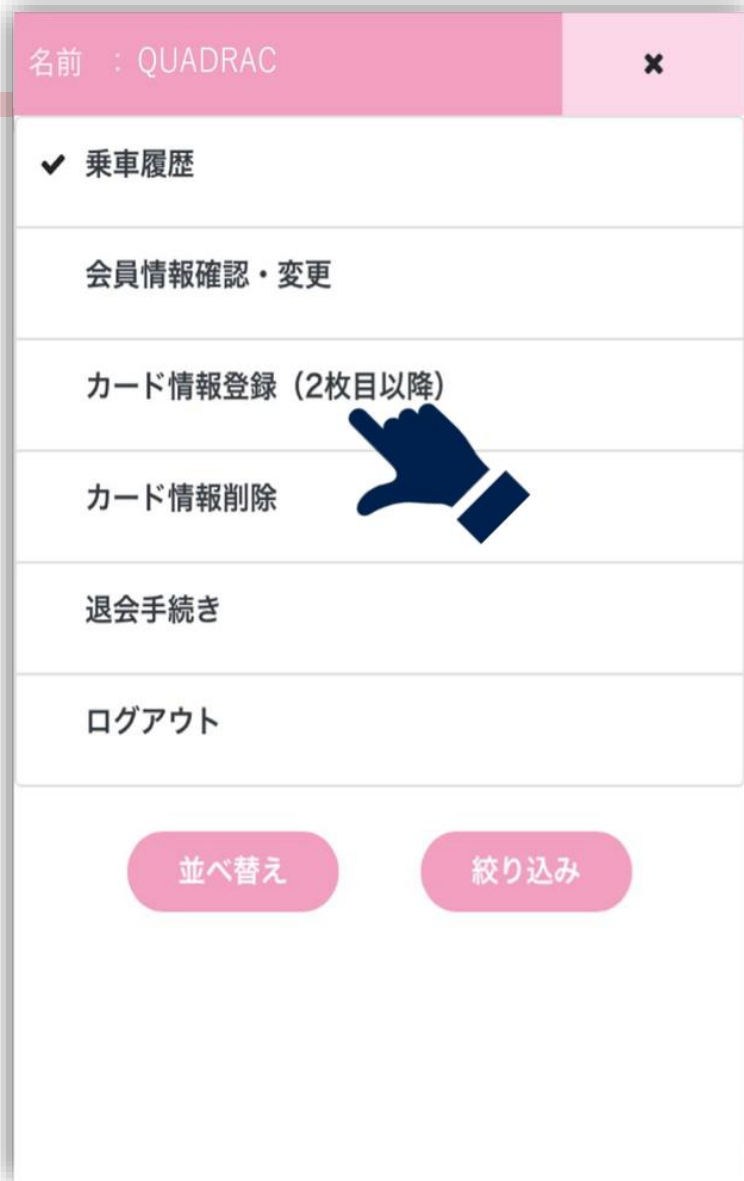 名前 : QUADRAC
乗車履歴
会員情報確認・変更
カード情報登録（2枚目以降）
カード情報削除
退会手続き
ログアウト
並べ替え 絞り込み